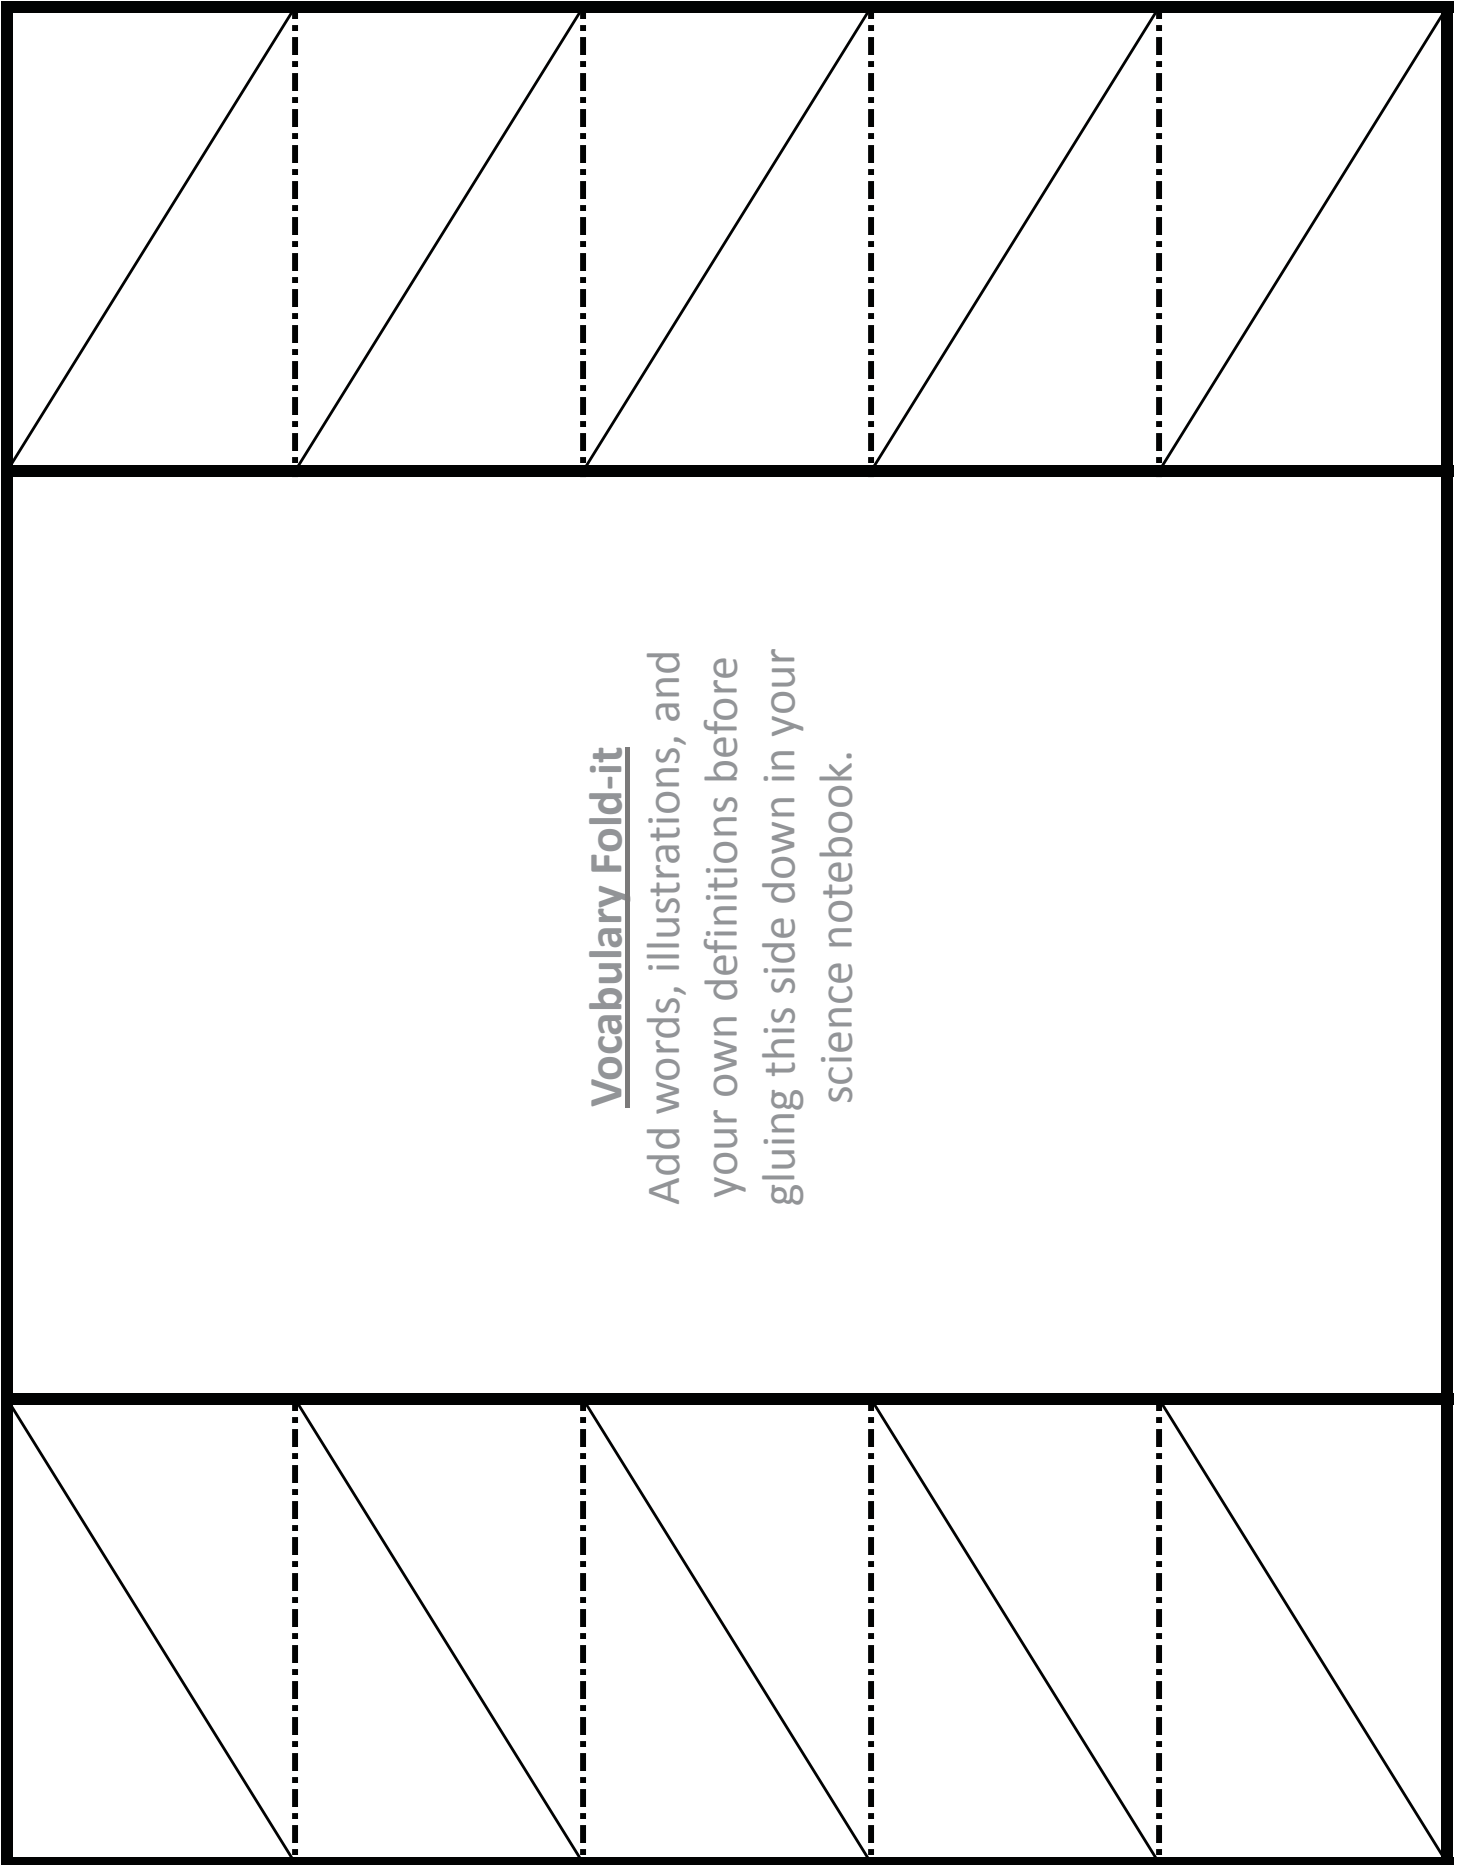 Vocabulary Fold-it
Add words, illustrations, and
your own definitions before
gluing this side down in your
science notebook.